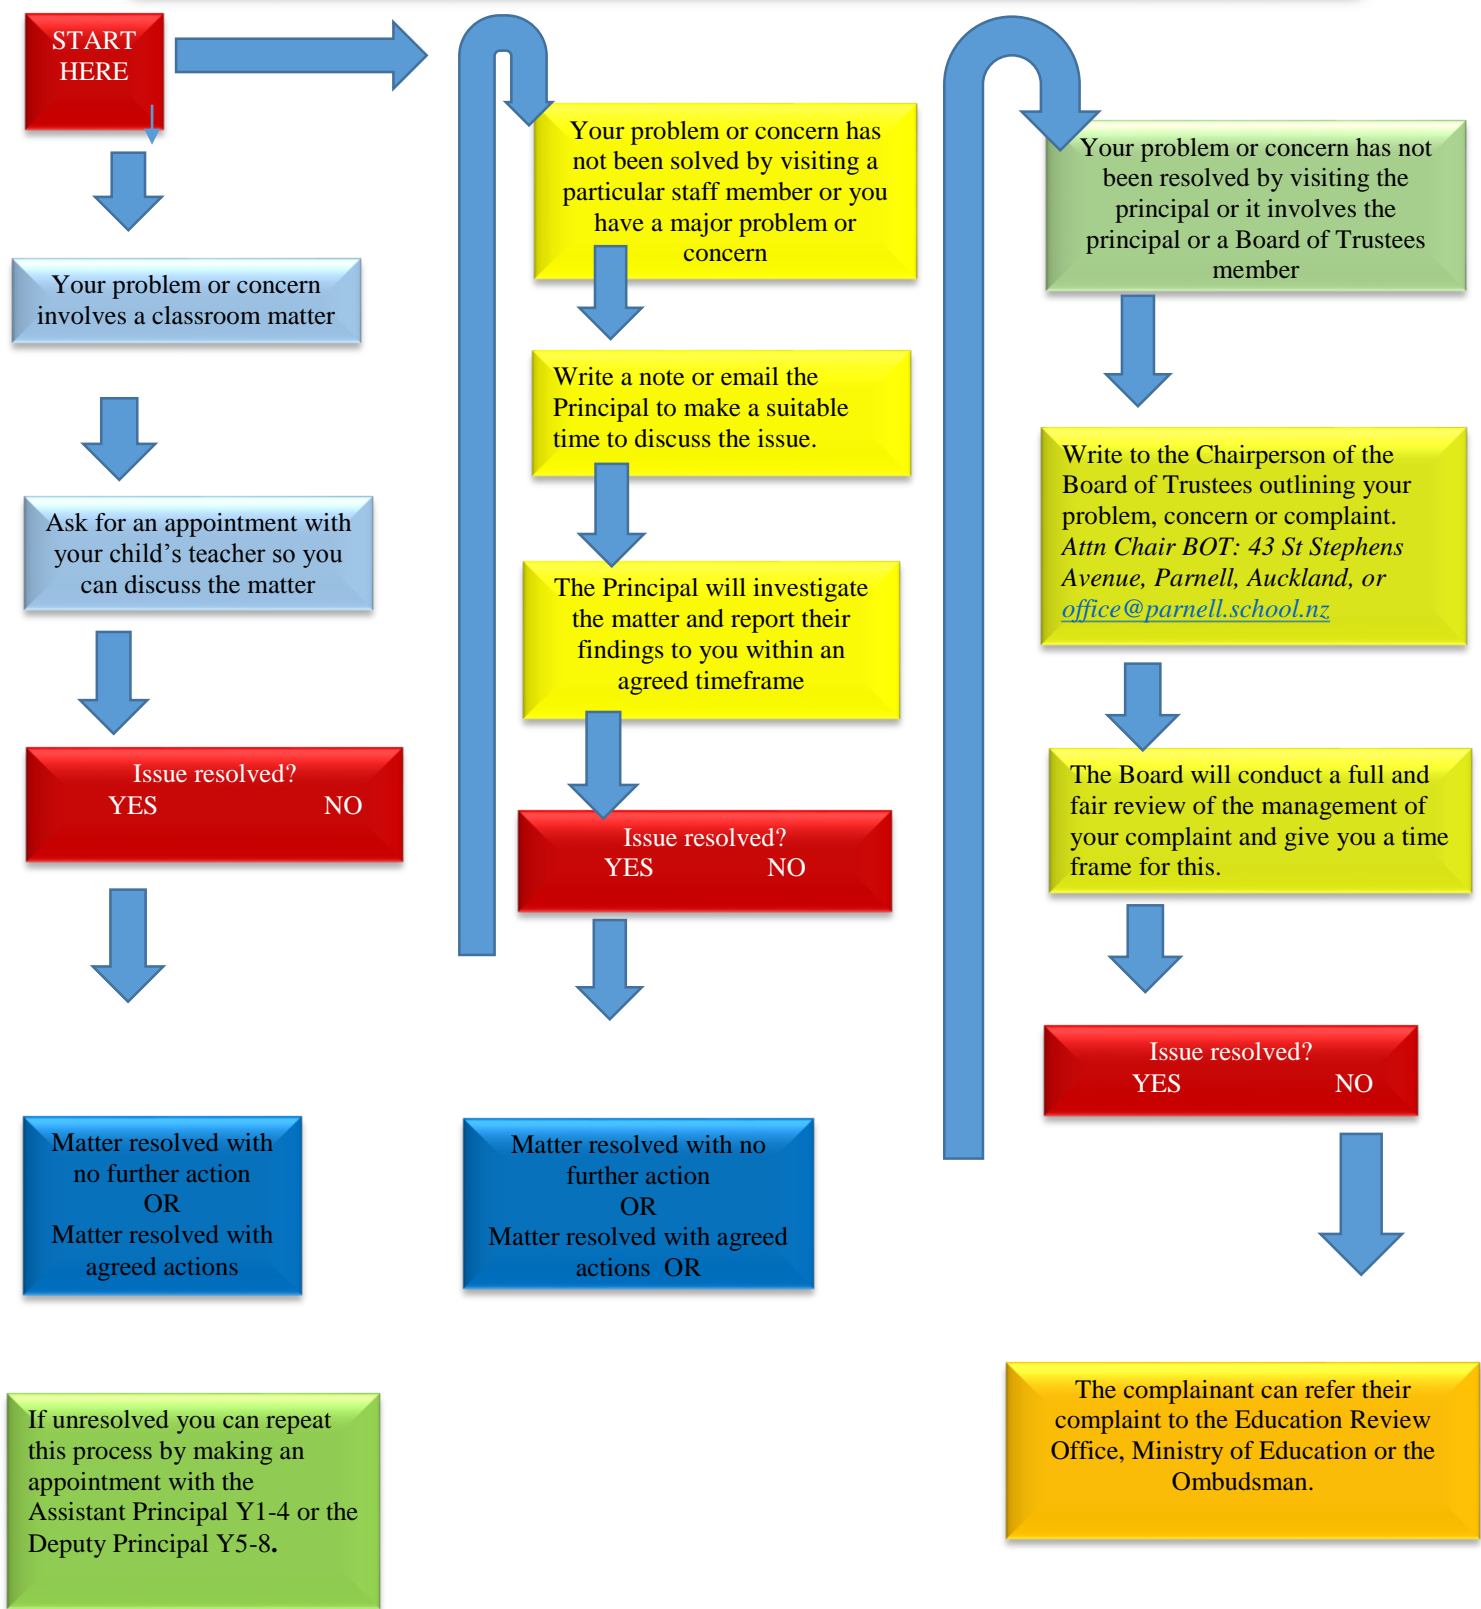 START
HERE
Your problem or concern
involves a classroom matter
Ask for an appointment with
your child’s teacher so you
can discuss the matter
Issue resolved?
YES NO
Matter resolved with
no further action
OR
Matter resolved with
agreed actions
If unresolved you can repeat
this process by making an
appointment with the
Assistant Principal Y1-4 or the
Deputy Principal Y5-8.
Your problem or concern has
not been solved by visiting a
particular staff member or you
have a major problem or
concern
Write a note or email the
Principal to make a suitable
time to discuss the issue.
The Principal will investigate
the matter and report their
findings to you within an
agreed timeframe
Issue resolved?
YES NO
Matter resolved with no
further action
OR
Matter resolved with agreed
actions OR
Your problem or concern has not
been resolved by visiting the
principal or it involves the
principal or a Board of Trustees
member
Write to the Chairperson of the
Board of Trustees outlining your
problem, concern or complaint.
Attn Chair BOT: 43 St Stephens
Avenue, Parnell, Auckland, or
office@parnell.school.nz
The Board will conduct a full and
fair review of the management of
your complaint and give you a time
frame for this.
Issue resolved?
YES NO
The complainant can refer their
complaint to the Education Review
Office, Ministry of Education or the
Ombudsman.